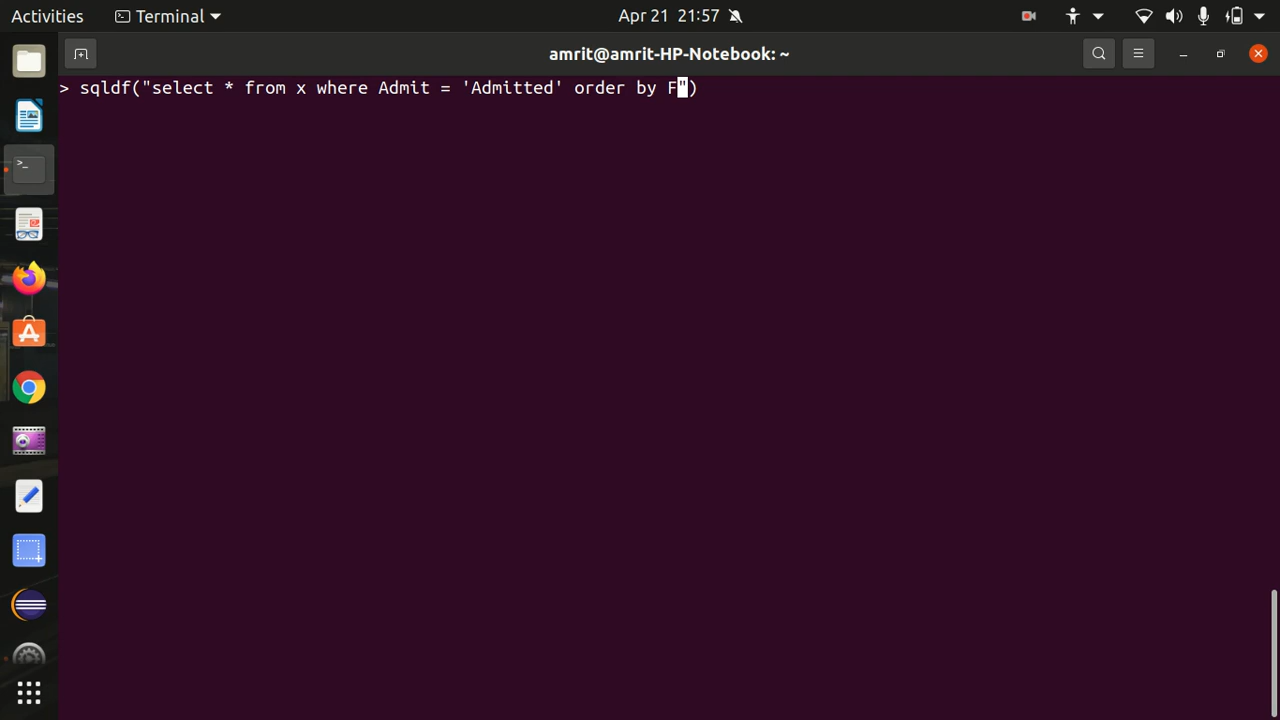 Activities
Terminal
Apr 21 21:57
amrit@amrit-HP-Notebook: ~
> sqldf("select * from x where Admit = 'Admitted' order by F")